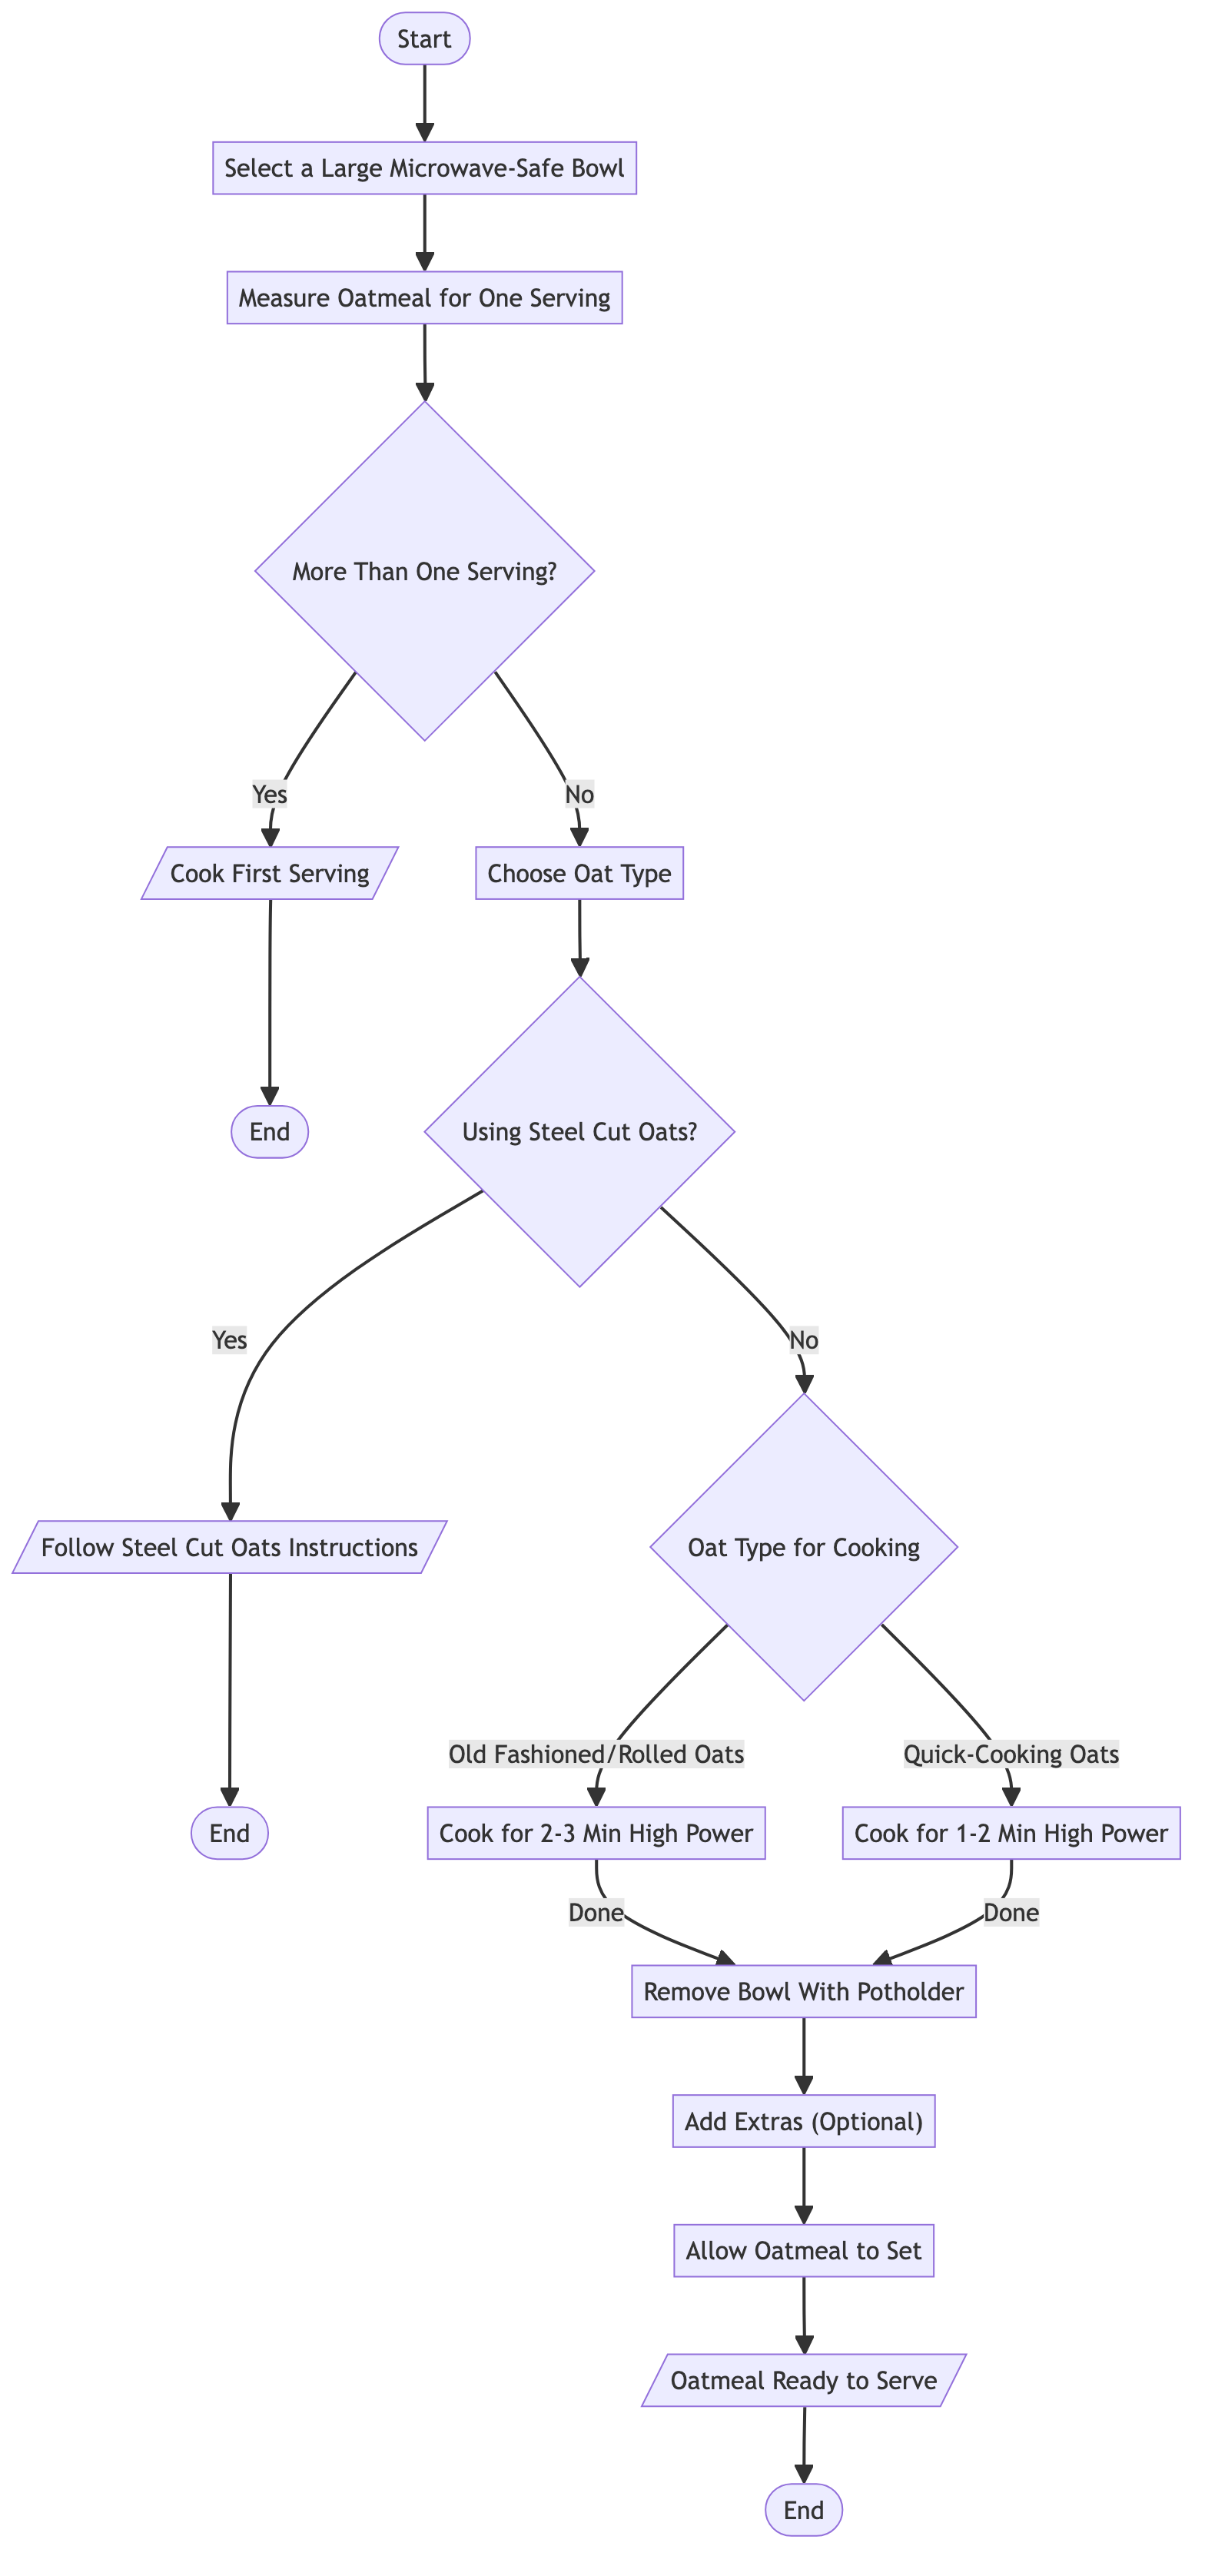 Start
Select a Large Microwave-Safe Bowl
Measure Oatmeal for One Serving
More Than One Serving?
Yes
No
Cook First Serving
Choose Oat Type
End
Using Steel Cut Oats?
Yes
No
Follow Steel Cut Oats Instructions
Oat Type for Cooking
Old Fashioned/Rolled Oats
Quick-Cooking Oats
End
Cook for 2-3 Min High Power
Cook for 1-2 Min High Power
Done
Done
Remove Bowl With Potholder
Add Extras (Optional)
Allow Oatmeal to Set
Oatmeal Ready to Serve
End